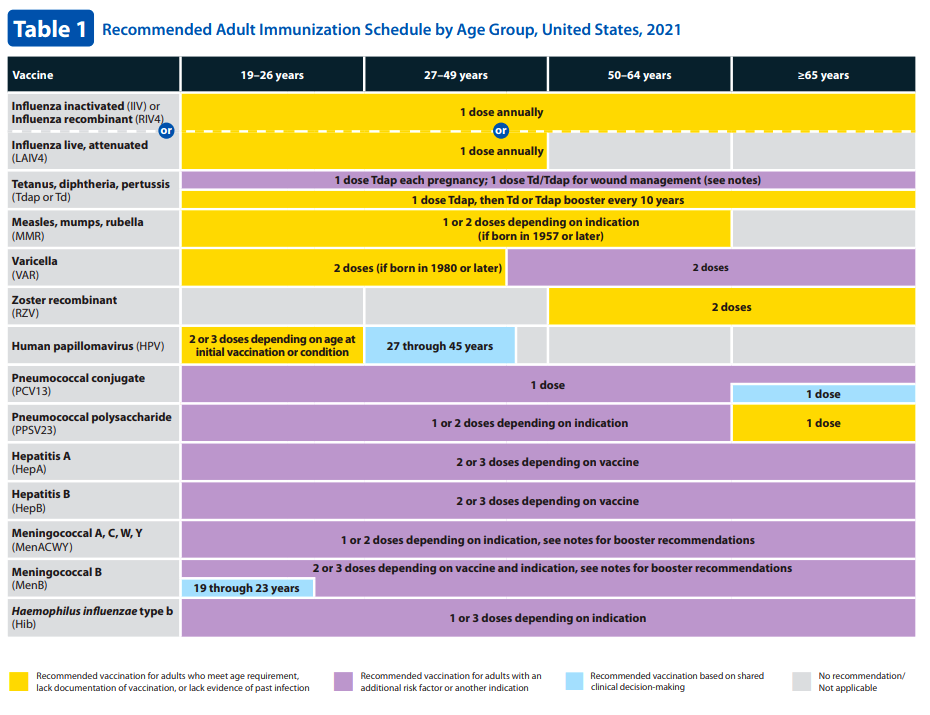 Table 1 Recommended Adult Immunization Schedule by Age Group, United States, 2021
Vaccine 19–26 years 27–49 years 50–64 years ≥65 years
Influenza inactivated (IIV) or
Influenza recombinant (RIV4)
1 dose annually
or or
Influenza live, attenuated
(LAIV4)
1 dose annually
Tetanus, diphtheria, pertussis
(Tdap or Td)
1 dose Tdap each pregnancy; 1 dose Td/Tdap for wound management (see notes)
1 dose Tdap, then Td or Tdap booster every 10 years
Measles, mumps, rubella
(MMR)
1 or 2 doses depending on indication
(if born in 1957 or later)
Varicella
(VAR)
2 doses (if born in 1980 or later) 2 doses
Zoster recombinant
(RZV)
2 doses
Human papillomavirus (HPV)
2 or 3 doses depending on age at
initial vaccination or condition
27 through 45 years
Pneumococcal conjugate
(PCV13)
1 dose
1 dose
Pneumococcal polysaccharide
(PPSV23)
1 or 2 doses depending on indication 1 dose
Hepatitis A
(HepA)
2 or 3 doses depending on vaccine
Hepatitis B
(HepB)
2 or 3 doses depending on vaccine
Meningococcal A, C, W, Y
(MenACWY)
1 or 2 doses depending on indication, see notes for booster recommendations
Meningococcal B
(MenB)
2 or 3 doses depending on vaccine and indication, see notes for booster recommendations
19 through 23 years
Haemophilus influenzae type b
(Hib)
1 or 3 doses depending on indication
Recommended vaccination for adults who meet age requirement,
lack documentation of vaccination, or lack evidence of past infection
Recommended vaccination for adults with an
additional risk factor or another indication
Recommended vaccination based on shared
clinical decision-making
No recommendation/
Not applicable